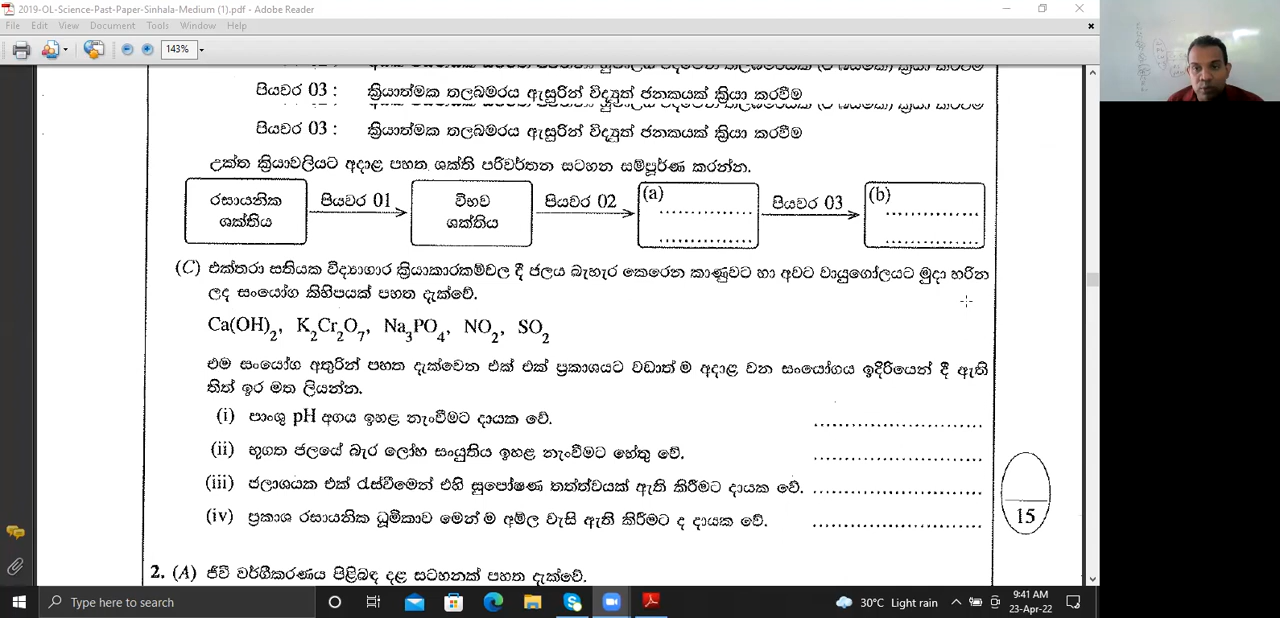 2019-OL-Science-Past-Paper-Sinhala-Medium (1).pdf - Adobe Reader
File Edit View Document Tools Window Help
143%
පියවර 03 : ක්‍රියාත්මක තලබමරය ඇසුරින් විද්‍යුත් ජනකයක් ක්‍රියා කරවීම
පියවර 03 : ක්‍රියාත්මක තලබමරය ඇසුරින් විද්‍යුත් ජනකයක් ක්‍රියා කරවීම
උක්ත ක්‍රියාවලියට අදාළ පහත ශක්ති පරිවර්තන සටහන සම්පූර්ණ කරන්න.
රසායනික ශක්තිය පියවර 01 විභව ශක්තිය පියවර 02 (a) .................. පියවර 03 (b) ..................
(C) එක්තරා සතියක විද්‍යාගාර ක්‍රියාකාරකම්වල දී ජලය බැහැර කෙරෙන කාණුවට හා අවට වායුගෝලයට මුදා හරින
ලද සංයෝග කිහිපයක් පහත දැක්වේ.
Ca(OH)₂, K₂Cr₂O₇, Na₃PO₄, NO₂, SO₂
එම සංයෝග අතුරින් පහත දැක්වෙන එක් එක් ප්‍රකාශයට වඩාත් ම අදාළ වන සංයෝගය ඉදිරියෙන් දී ඇති
තිත් ඉර මත ලියන්න.
(i) පාංශු pH අගය ඉහළ නැංවීමට දායක වේ. ..................
(ii) භූගත ජලයේ බැර ලෝහ සංයුතිය ඉහළ නැංවීමට හේතු වේ. ..................
(iii) ජලාශයක එක් රැස්වීමෙන් එහි සුපෝෂණ තත්ත්වයක් ඇති කිරීමට දායක වේ. ..................
(iv) ප්‍රකාශ රසායනික ධූමිකාව මෙන් ම අම්ල වැසි ඇති කිරීමට ද දායක වේ. ..................
15
2. (A) ජීවී වර්ගීකරණය පිළිබඳ දළ සටහනක් පහත දැක්වේ.
Type here to search
30°C Light rain
9:41 AM
23-Apr-22